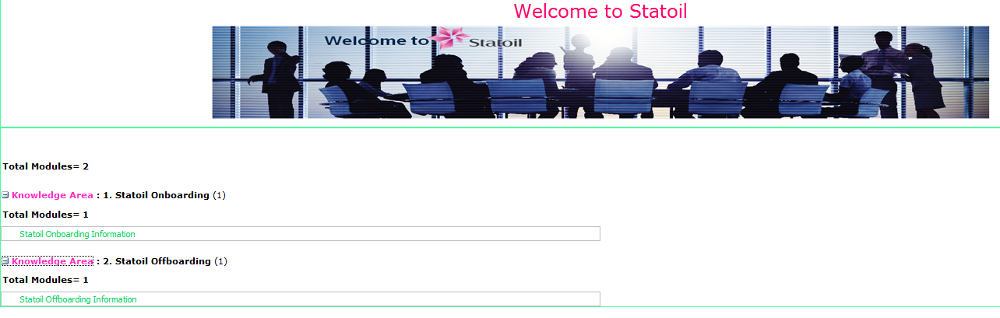 Welcome to Statoil
Welcome to Statoil
Total Modules= 2
Knowledge Area : 1. Statoil Onboarding (1)
Total Modules= 1
Statoil Onboarding Information
Knowledge Area : 2. Statoil Offboarding (1)
Total Modules= 1
Statoil Offboarding Information